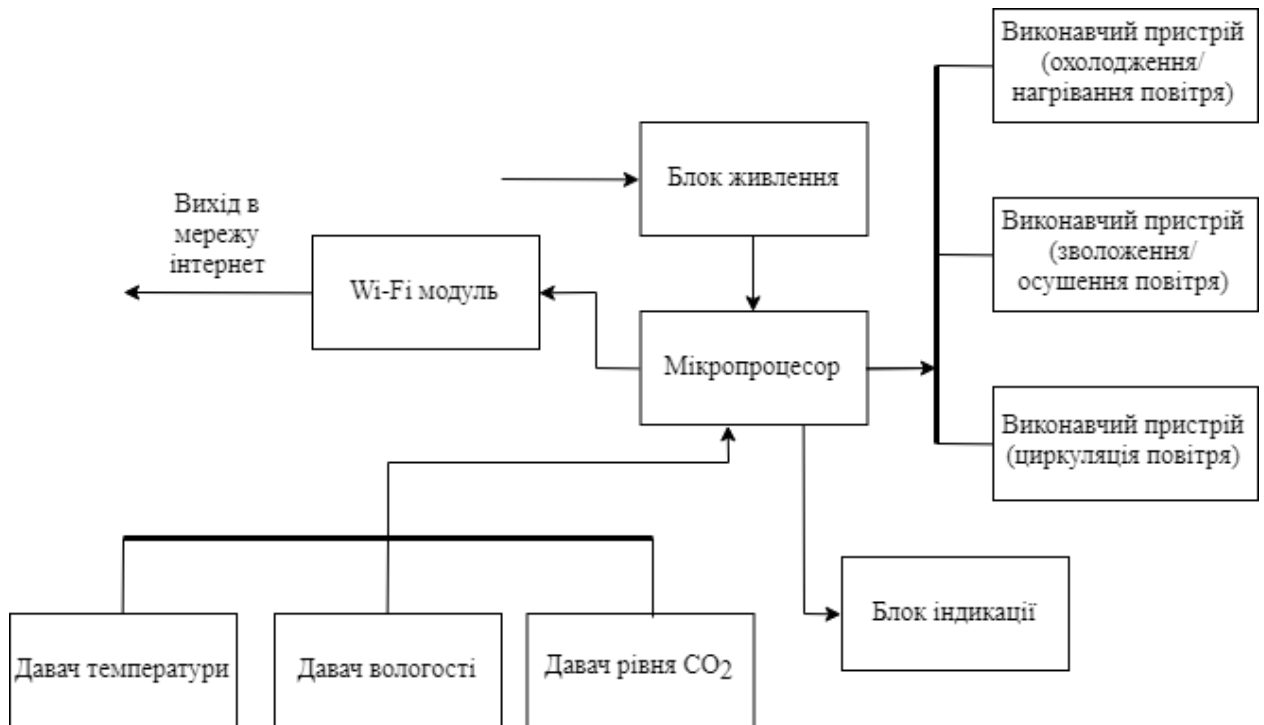 Виконавчий пристрій
(охолодження/
нагрівання повітря)
Блок живлення
Вихід в
мережу
інтернет
Wi-Fi модуль
Виконавчий пристрій
(зволоження/
осушення повітря)
Мікропроцесор
Виконавчий пристрій
(циркуляція повітря)
Блок індикації
Давач температури
Давач вологості
Давач рівня CO2